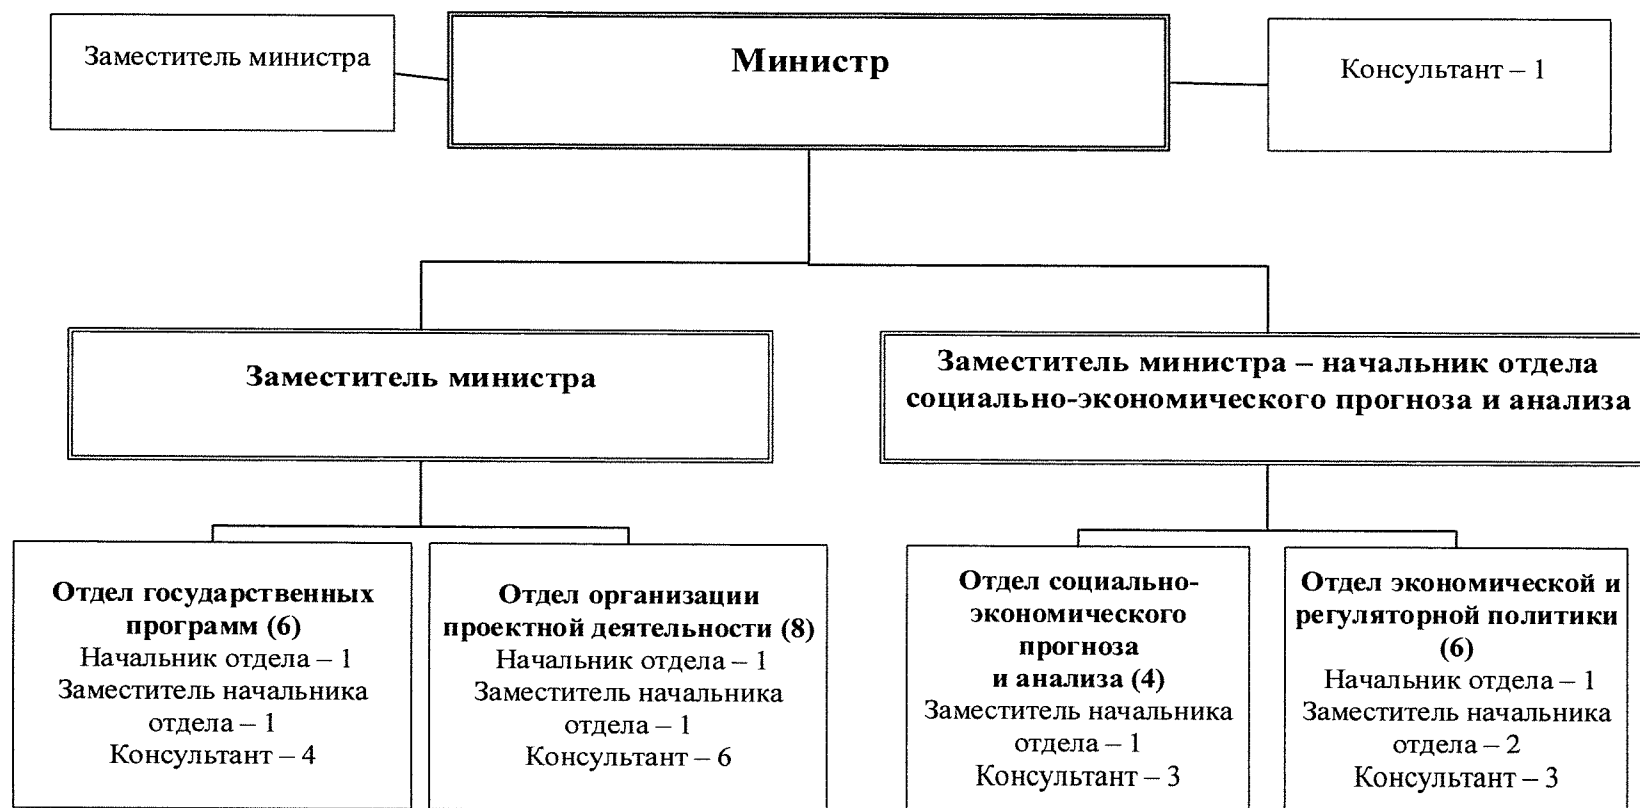 Заместитель министра
Министр
Консультант – 1
Заместитель министра
Заместитель министра – начальник отдела
социально-экономического прогноза и анализа
Отдел государственных
программ (6)
Начальник отдела – 1
Заместитель начальника
отдела – 1
Консультант – 4
Отдел организации
проектной деятельности (8)
Начальник отдела – 1
Заместитель начальника
отдела – 1
Консультант – 6
Отдел социально-
экономического
прогноза
и анализа (4)
Заместитель начальника
отдела – 1
Консультант – 3
Отдел экономической и
регуляторной политики
(6)
Начальник отдела – 1
Заместитель начальника
отдела – 2
Консультант – 3